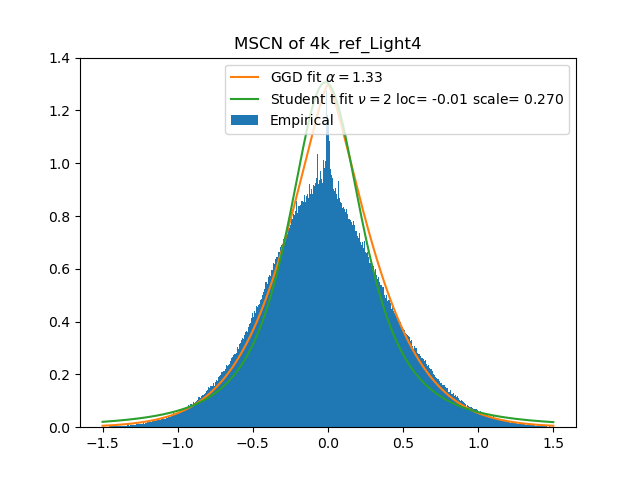 MSCN of 4k_ref_Light4
GGD fit α = 1.33
Student t fit ν = 2 loc= -0.01 scale= 0.270
Empirical
1.4
1.2
1.0
0.8
0.6
0.4
0.2
0.0
−1.5 −1.0 −0.5 0.0 0.5 1.0 1.5